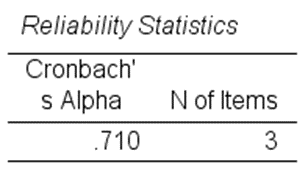 Reliability Statistics
Cronbach'
s Alpha N of Items
.710 3